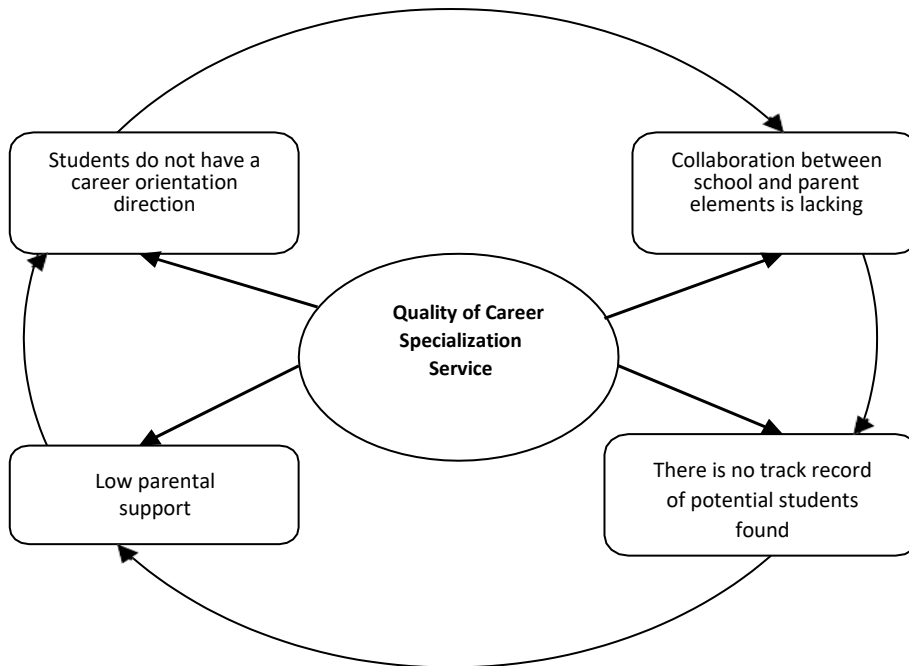 Students do not have a
career orientation
direction
Collaboration between
school and parent
elements is lacking
Quality of Career
Specialization
Service
Low parental
support
There is no track record
of potential students
found